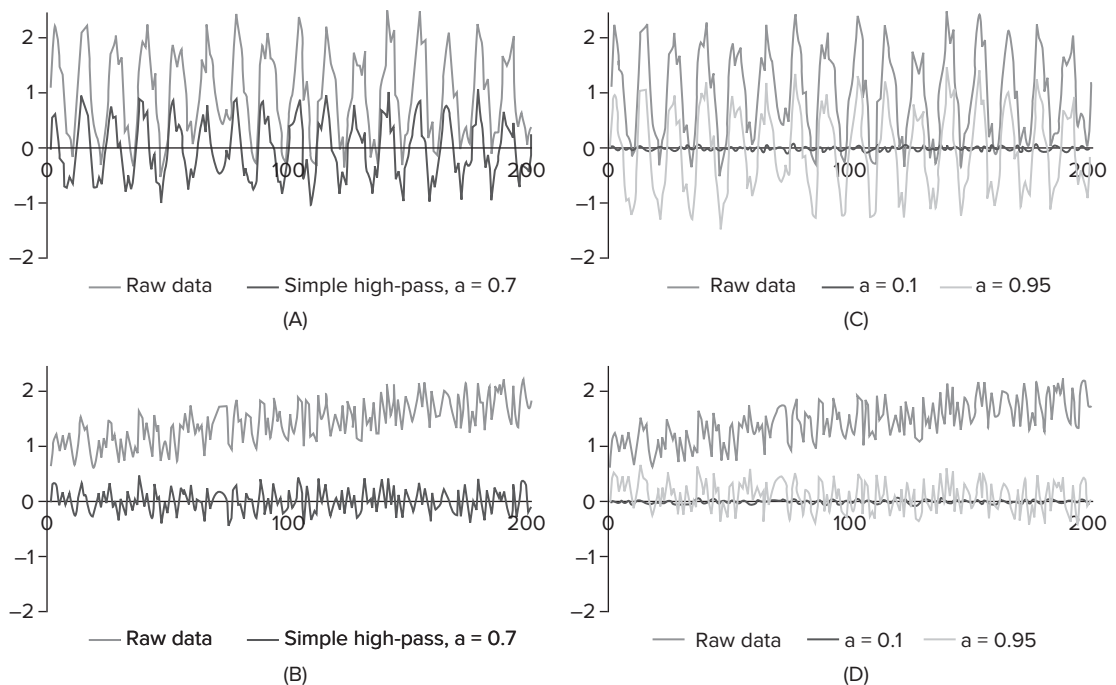 2
1
0
–1
–2
0
100
200
Raw data
Simple high-pass, a = 0.7
(A)
2
1
0
–1
–2
0
100
200
Raw data
a = 0.1
a = 0.95
(C)
2
1
0
–1
–2
0
100
200
Raw data
Simple high-pass, a = 0.7
(B)
2
1
0
–1
–2
0
100
200
Raw data
a = 0.1
a = 0.95
(D)